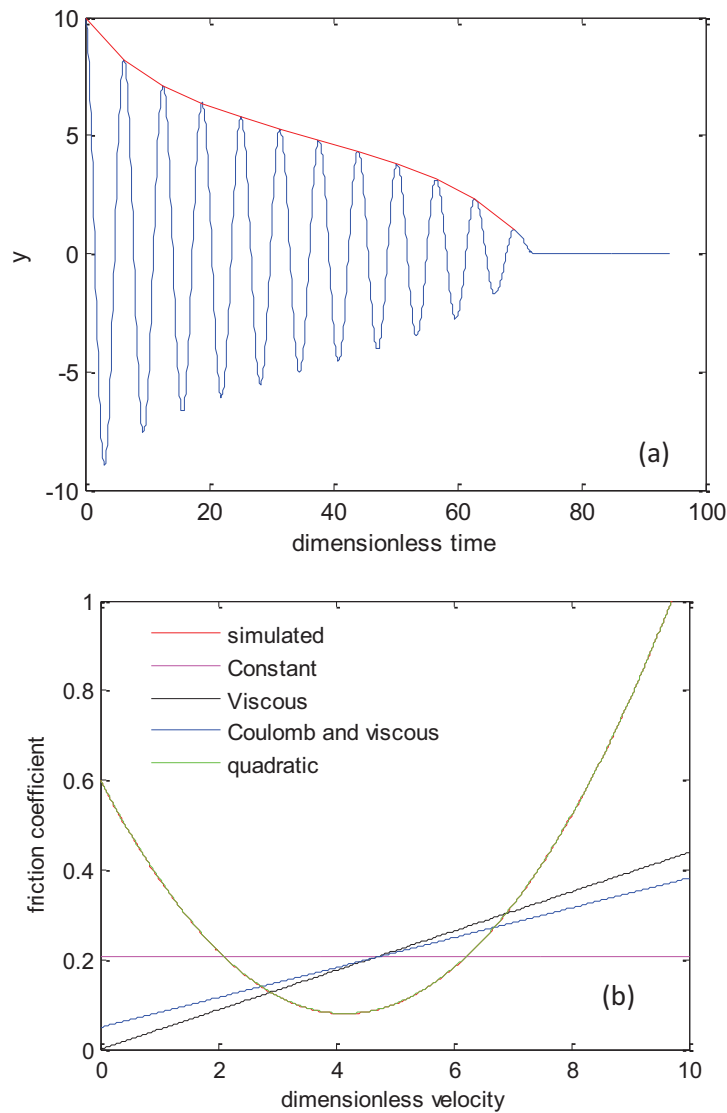 10
5
0
-5
-10
y
0
20
40
60
80
100
dimensionless time
(a)
1
0.8
0.6
0.4
0.2
0
friction coefficient
simulated
Constant
Viscous
Coulomb and viscous
quadratic
(b)
0
2
4
6
8
10
dimensionless velocity